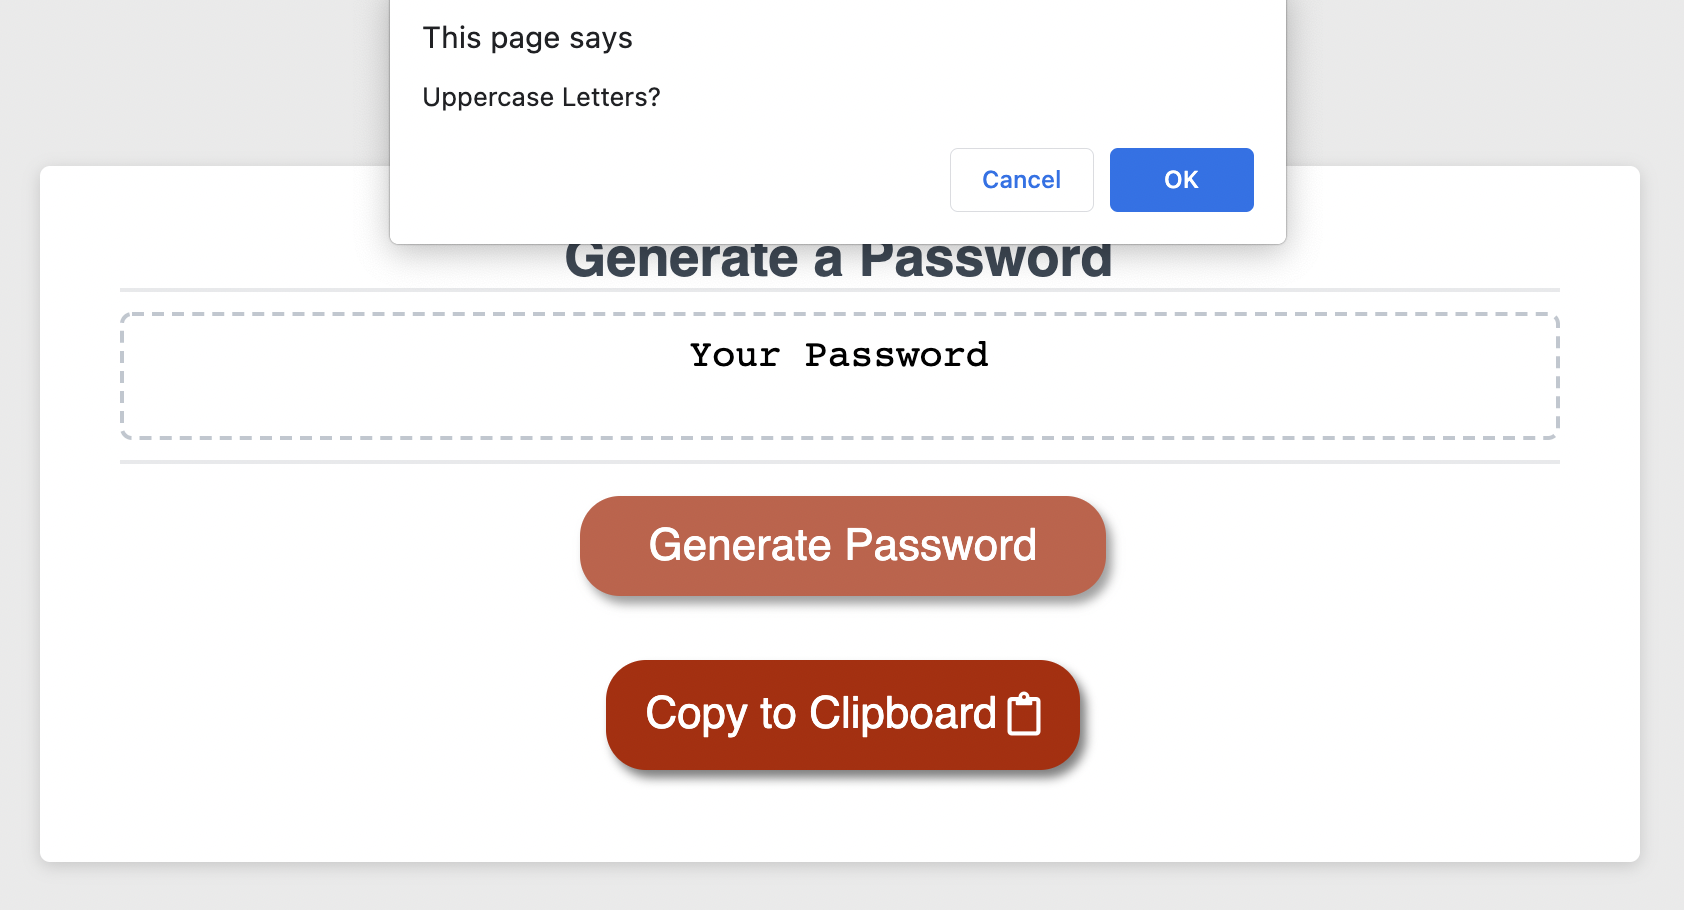 This page says
Uppercase Letters?
Cancel
OK
Generate a Password
Your Password
Generate Password
Copy to Clipboard